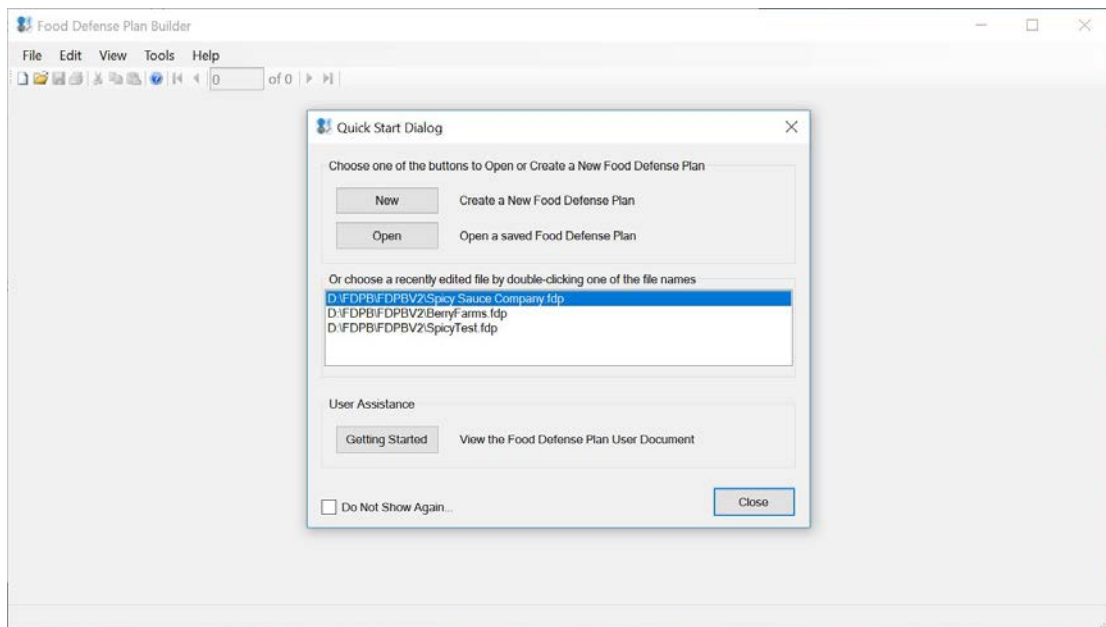 Food Defense Plan Builder
File Edit View Tools Help
0 of 0
Quick Start Dialog
Choose one of the buttons to Open or Create a New Food Defense Plan
New Create a New Food Defense Plan
Open Open a saved Food Defense Plan
Or choose a recently edited file by double-clicking one of the file names
D:\FDPB\FDPBV2\Spicy Sauce Company.fdp
D:\FDPB\FDPBV2\BerryFarms.fdp
D:\FDPB\FDPBV2\SpicyTest.fdp
User Assistance
Getting Started View the Food Defense Plan User Document
Do Not Show Again...
Close